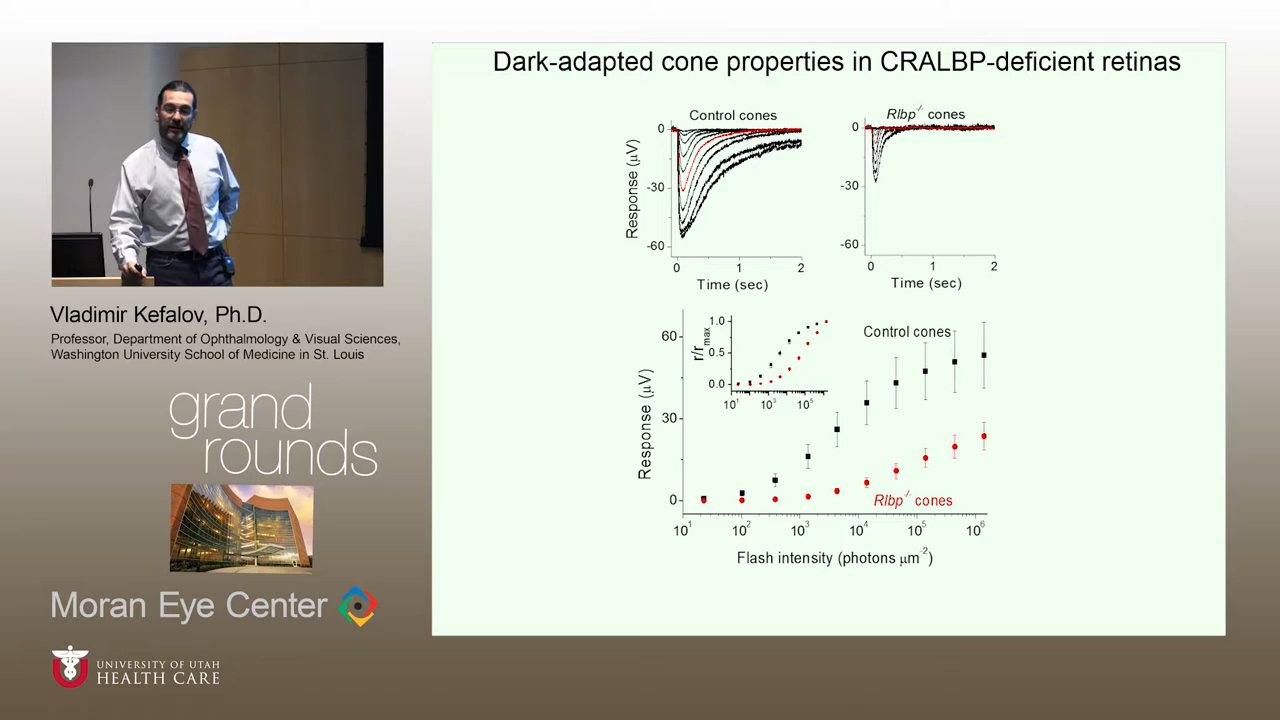 Dark-adapted cone properties in CRALBP-deficient retinas
Control cones
Rlbp-/- cones
Response (µV)
0
-30
-60
0
1
2
Time (sec)
0
-30
-60
0
1
2
Time (sec)
r/rmax
1.0
0.5
0.0
10¹
10³
10⁵
Control cones
Response (µV)
60
30
0
Rlbp-/- cones
10¹
10²
10³
10⁴
10⁵
10⁶
Flash intensity (photons µm⁻²)
Vladimir Kefalov, Ph.D.
Professor, Department of Ophthalmology & Visual Sciences,
Washington University School of Medicine in St. Louis
grand
rounds
Moran Eye Center
UNIVERSITY OF UTAH
HEALTH CARE